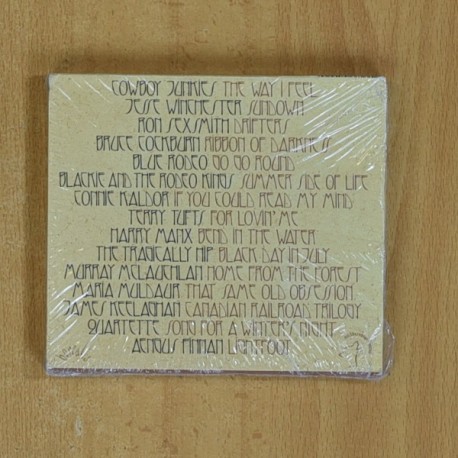 COWBOY JUNKIES THE WAY I FEEL
JESSE WINCHESTER SUNDOWN
RON SEXSMITH DRIFTERS
BRUCE COCKBURN RIBBON OF DARKNESS
BLUE RODEO GO GO ROUND
BLACKIE AND THE RODEO KINGS SUMMER SIDE OF LIFE
CONNIE KALDOR IF YOU COULD READ MY MIND
TERRY TUFTS FOR LOVIN' ME
HARRY MANX BEND IN THE WATER
THE TRAGICALLY HIP BLACK DAY IN JULY
MURRAY MCLAUCHLAN HOME FROM THE FOREST
MARIA MULDAUR THAT SAME OLD OBSESSION
JAMES KEELAGHAN CANADIAN RAILROAD TRILOGY
QUARTETTE SONG FOR A WINTER'S NIGHT
AENGUS FINNAN LIGHTFOOT